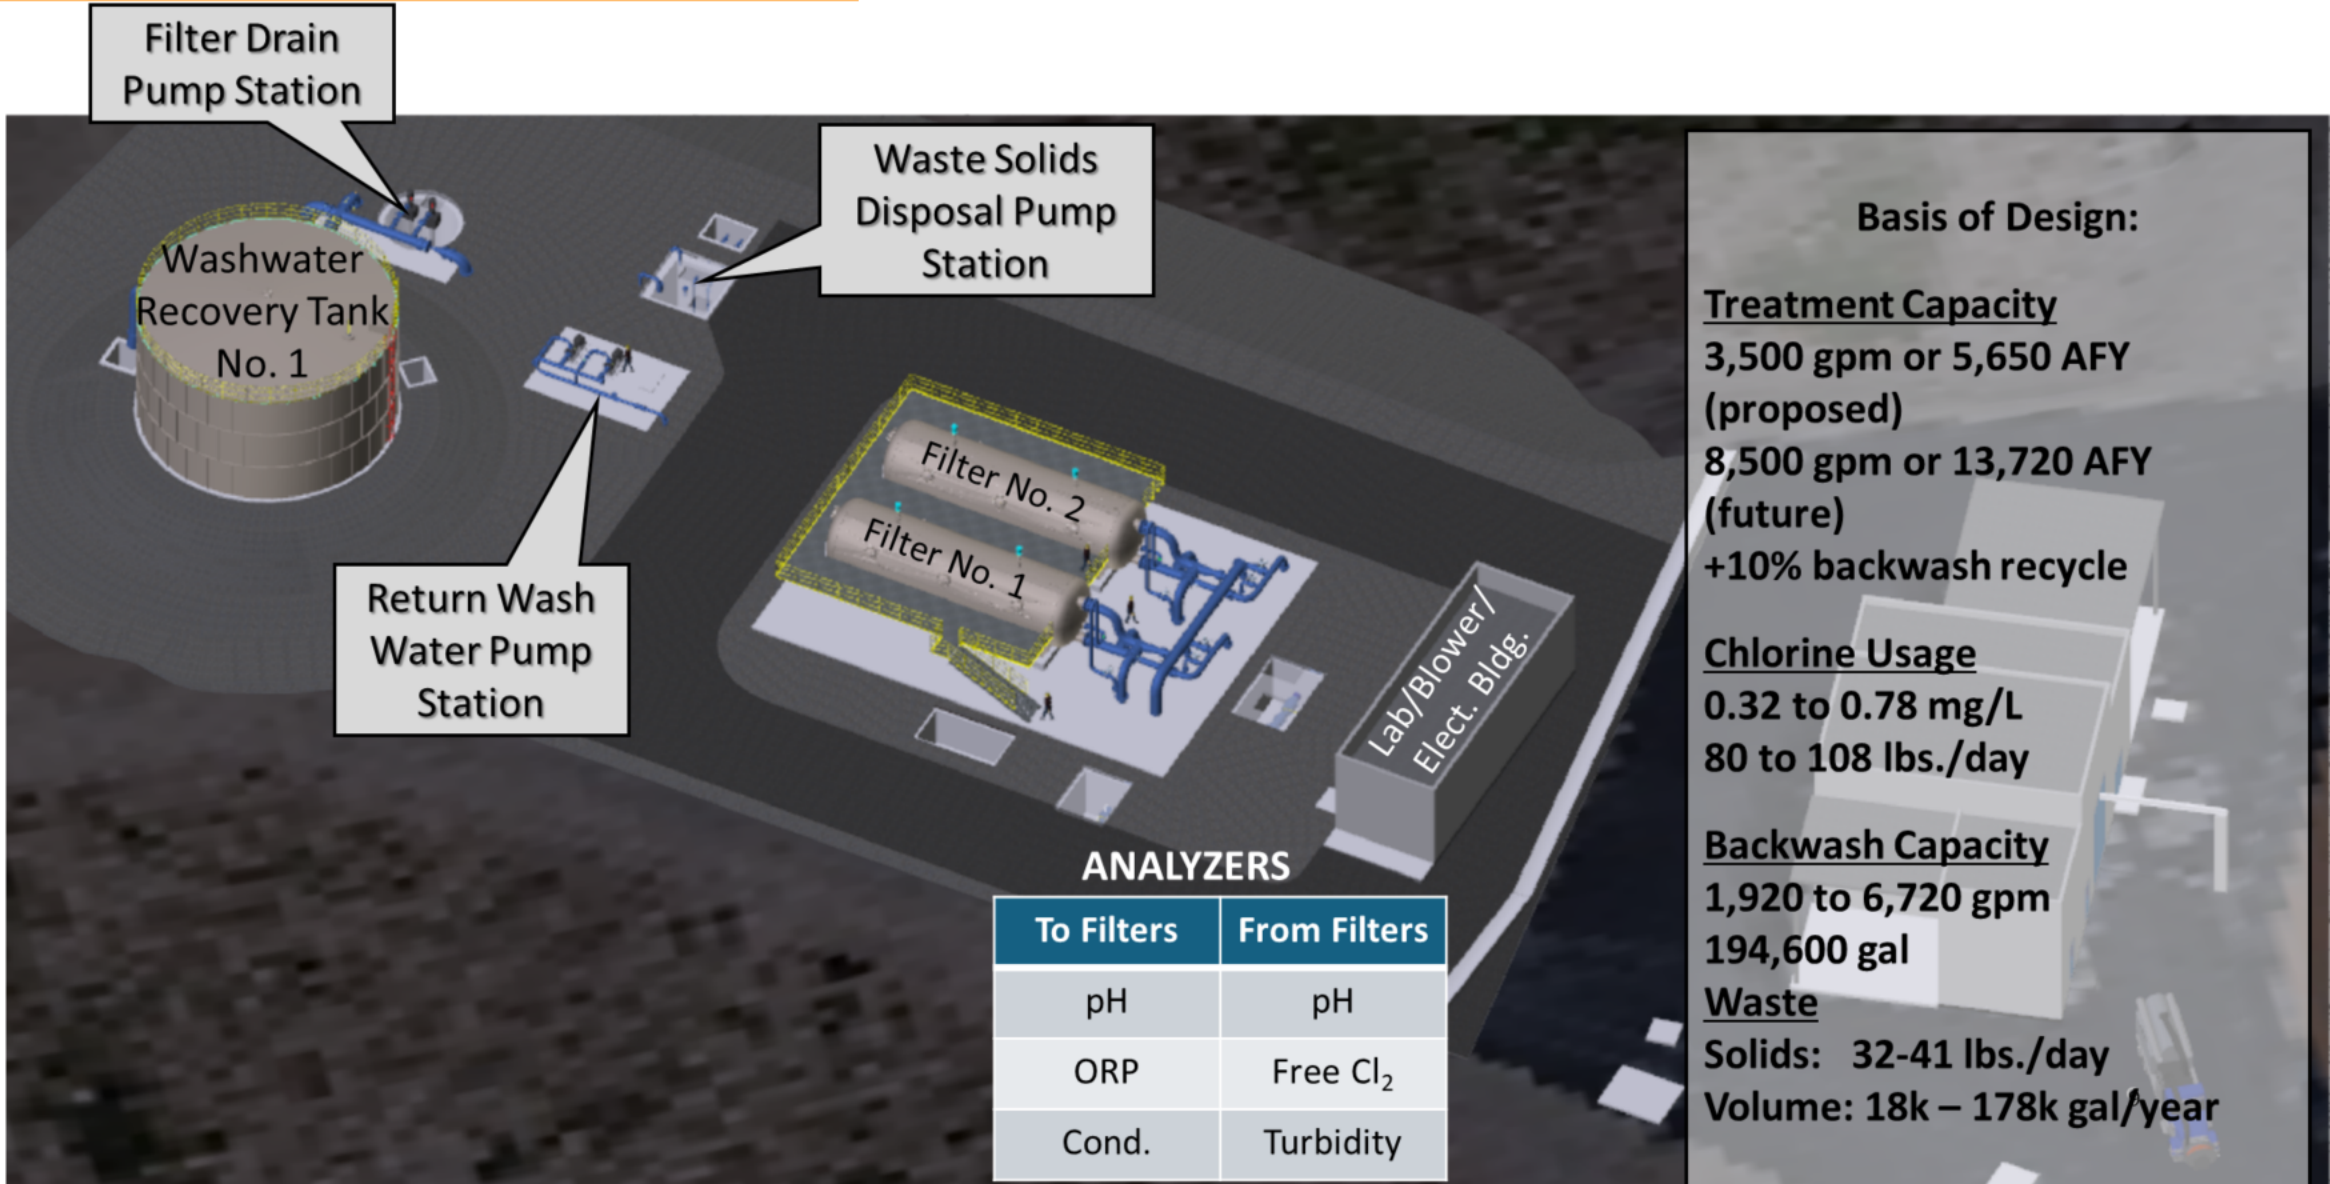 Filter Drain
Pump Station
Waste Solids
Disposal Pump
Station
Washwater
Recovery Tank
No. 1
Filter No. 2
Filter No. 1
Return Wash
Water Pump
Station
Lab/Blower/
Elect. Bldg.
ANALYZERS
To Filters From Filters
pH pH
ORP Free Cl₂
Cond. Turbidity
Basis of Design:
Treatment Capacity
3,500 gpm or 5,650 AFY
(proposed)
8,500 gpm or 13,720 AFY
(future)
+10% backwash recycle
Chlorine Usage
0.32 to 0.78 mg/L
80 to 108 lbs./day
Backwash Capacity
1,920 to 6,720 gpm
194,600 gal
Waste
Solids: 32-41 lbs./day
Volume: 18k – 178k gal/year